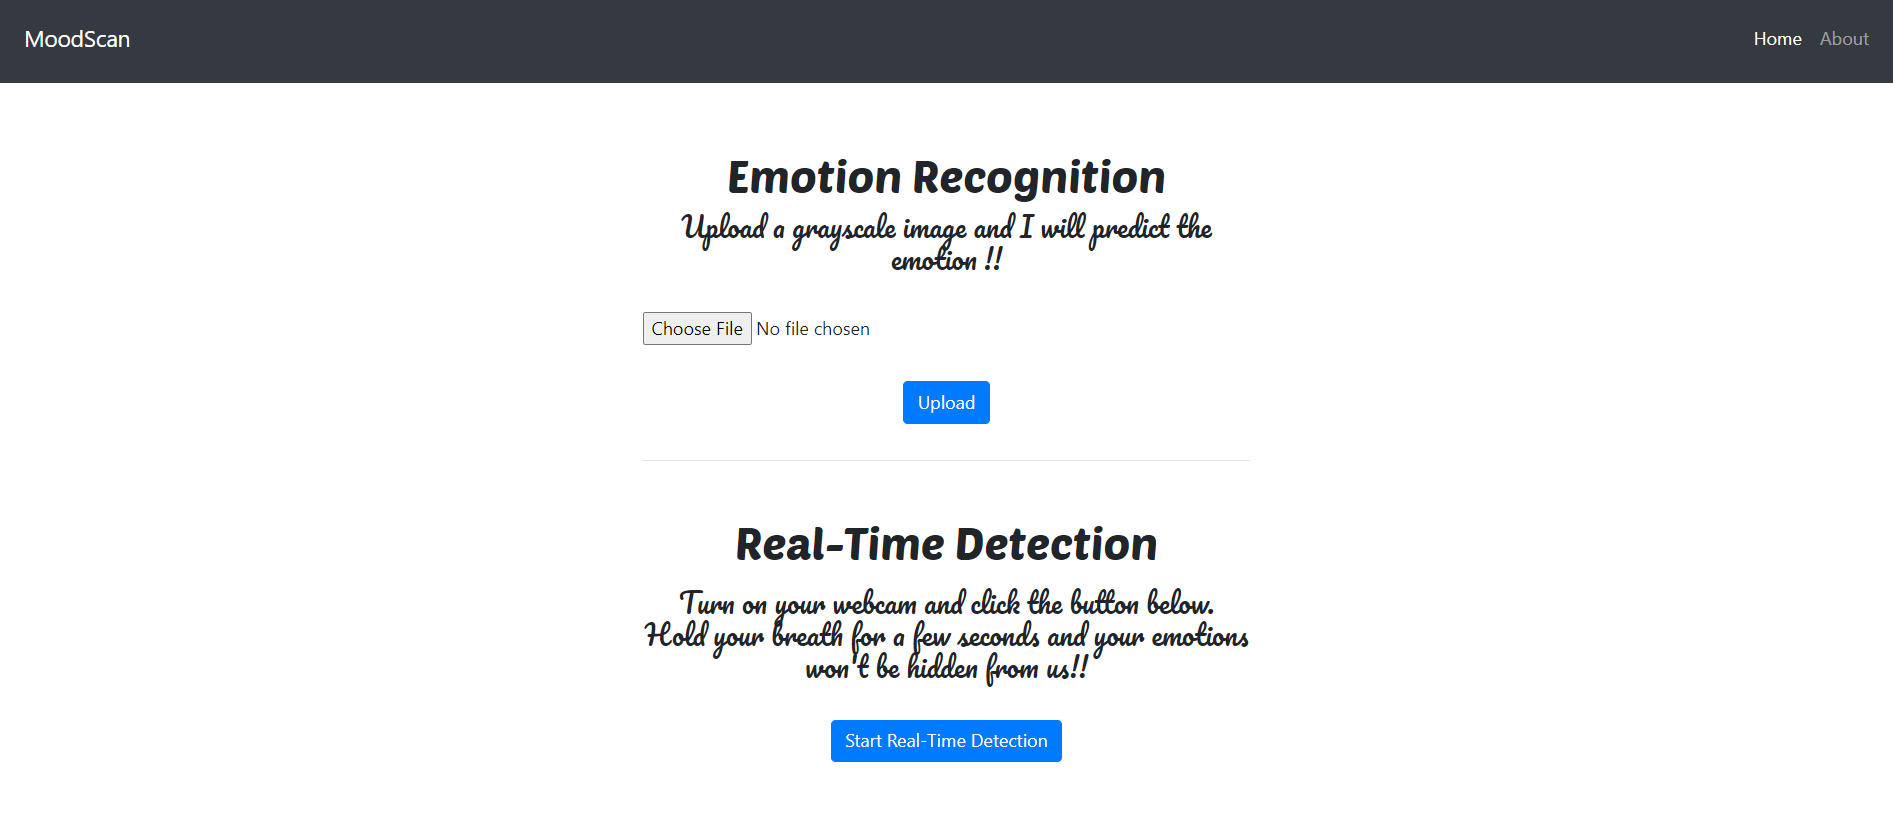 MoodScan
Home About
Emotion Recognition
Upload a grayscale image and I will predict the
emotion !!
Choose File No file chosen
Upload
Real-Time Detection
Turn on your webcam and click the button below.
Hold your breath for a few seconds and your emotions
won't be hidden from us!!
Start Real-Time Detection